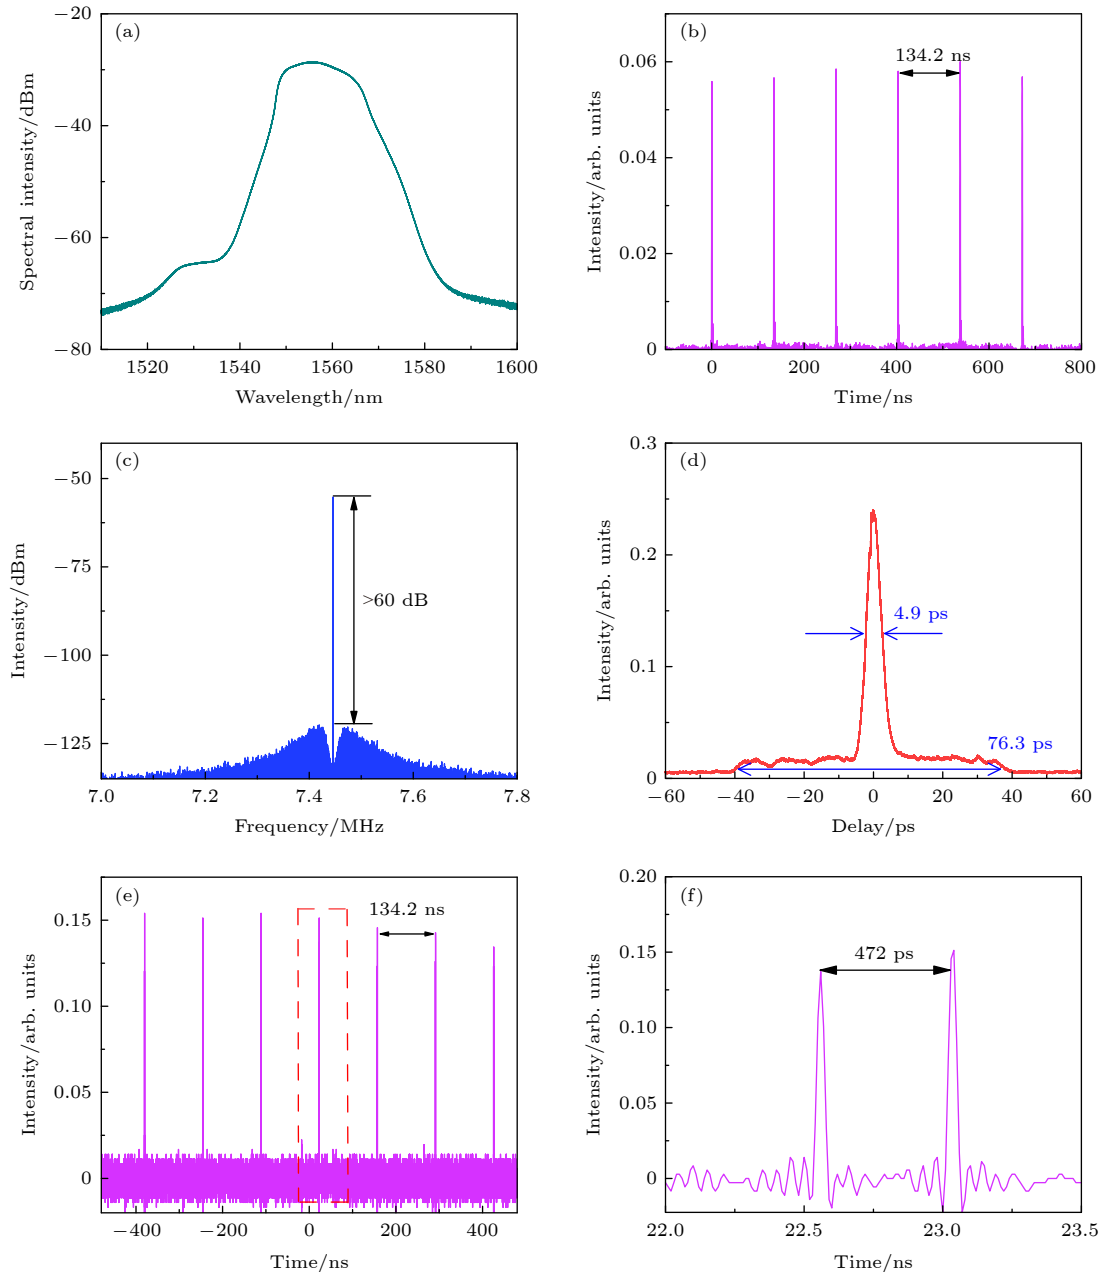 (a)
−20
−40
−60
−80
1520
1540
1560
1580
1600
Spectral intensity/dBm
Wavelength/nm
(b)
134.2 ns
0.06
0.04
0.02
0
0
200
400
600
800
Intensity/arb. units
Time/ns
(c)
−50
−75
−100
−125
>60 dB
7.0
7.2
7.4
7.6
7.8
Intensity/dBm
Frequency/MHz
(d)
0.3
0.2
0.1
0
4.9 ps
76.3 ps
−60
−40
−20
0
20
40
60
Intensity/arb. units
Delay/ps
(e)
134.2 ns
0.15
0.10
0.05
0
−400
−200
0
200
400
Intensity/arb. units
Time/ns
(f)
472 ps
0.20
0.15
0.10
0.05
0
22.0
22.5
23.0
23.5
Intensity/arb. units
Time/ns